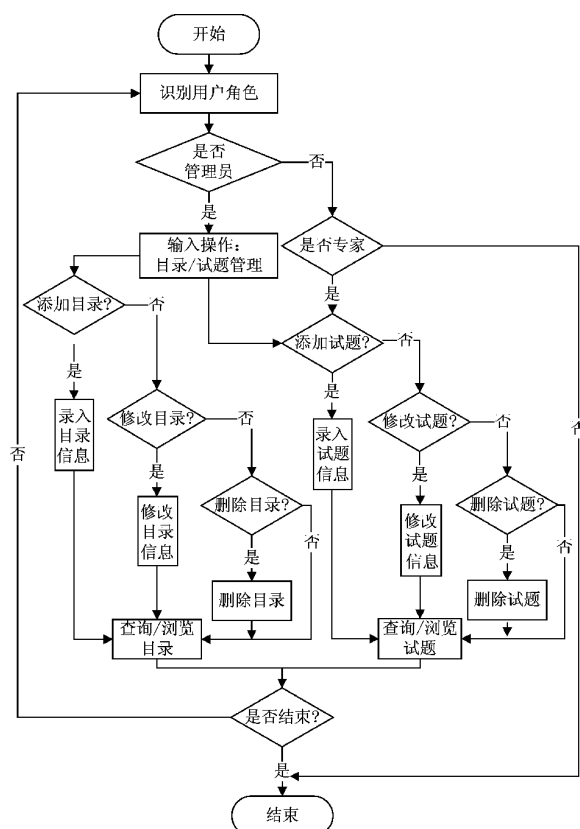 开始
识别用户角色
是否
管理员
否
是
输入操作:
目录/试题管理
是否专家
是
添加目录?
否
添加试题?
否
是
是
录入
目录
信息
修改目录?
否
录入
试题
信息
修改试题?
否
否
否
是
是
修改
目录
信息
删除目录?
否
修改
试题
信息
删除试题?
否
是
是
删除目录
删除试题
查询/浏览
目录
查询/浏览
试题
是否结束?
是
结束